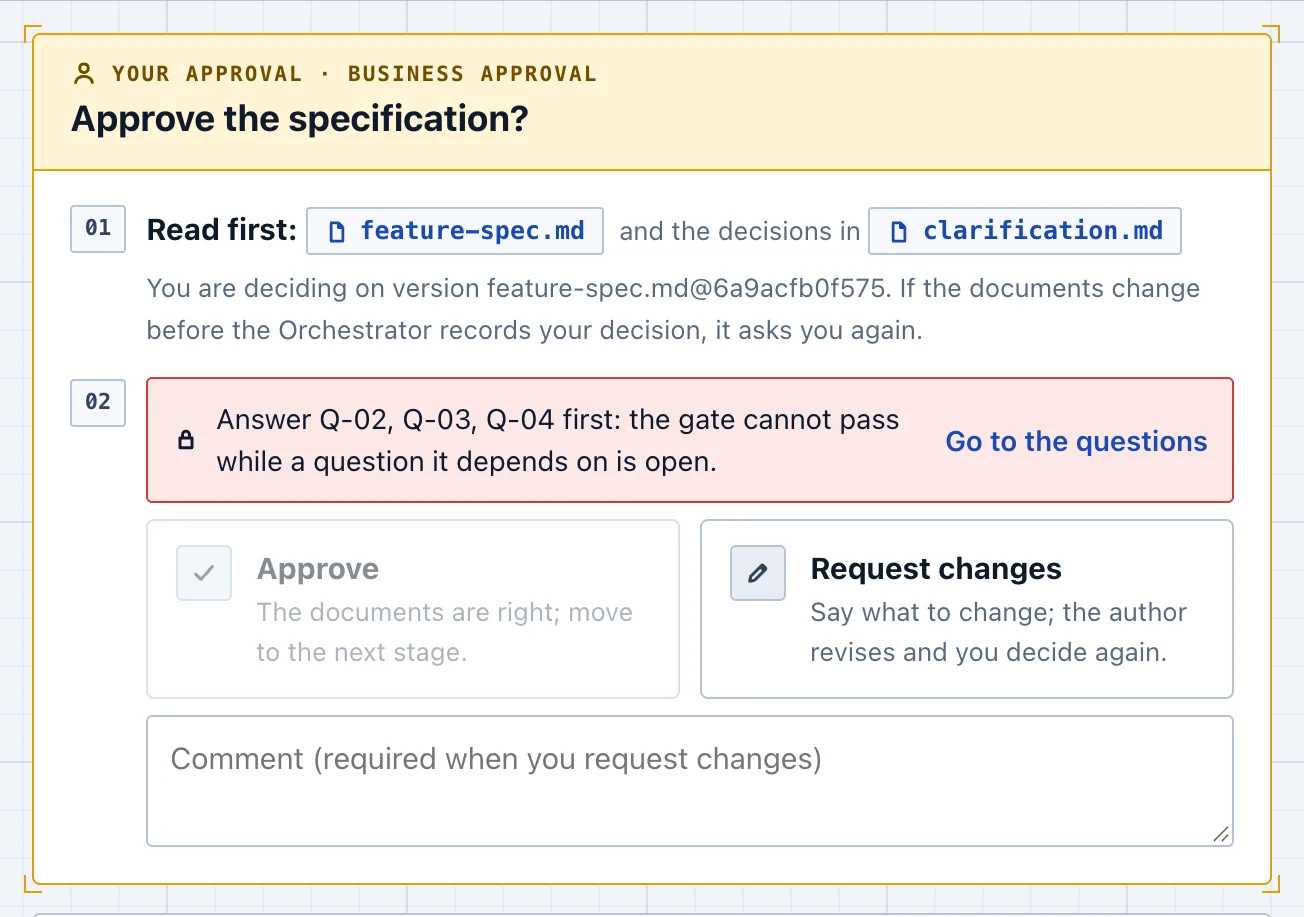 YOUR APPROVAL · BUSINESS APPROVAL
Approve the specification?
01
Read first: feature-spec.md and the decisions in clarification.md
You are deciding on version feature-spec.md@6a9acfb0f575. If the documents change
before the Orchestrator records your decision, it asks you again.
02
Answer Q-02, Q-03, Q-04 first: the gate cannot pass
while a question it depends on is open.
Go to the questions
Approve
The documents are right; move
to the next stage.
Request changes
Say what to change; the author
revises and you decide again.
Comment (required when you request changes)